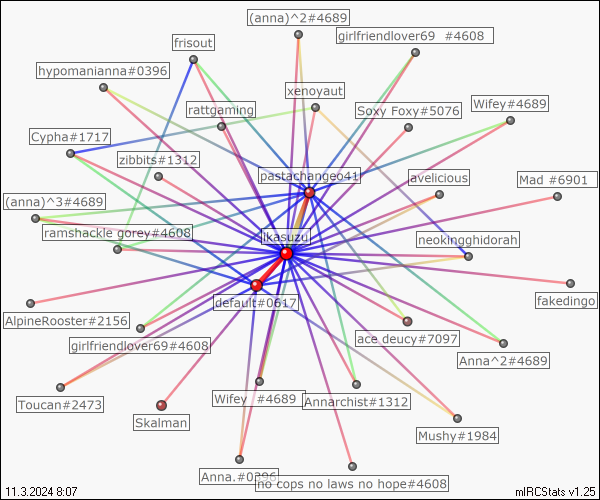 (anna)^2#4689
girlfriendlover69 #4608
frisout
hypomanianna#0396
xenoyaut
rattgaming
Soxy Foxy#5076
Wifey#4689
Cypha#1717
zibbits#1312
pastachangeo41
avelicious
Mad #6901
(anna)^3#4689
ramshackle gorey#4608
ikasuzu
neokingghidorah
default#0617
fakedingo
AlpineRooster#2156
girlfriendlover69#4608
ace deucy#7097
Anna^2#4689
Toucan#2473
Wifey #4689
Annarchist#1312
Skalman
Mushy#1984
Anna.#0396
no cops no laws no hope#4608
11.3.2024 8:07
mIRCStats v1.25